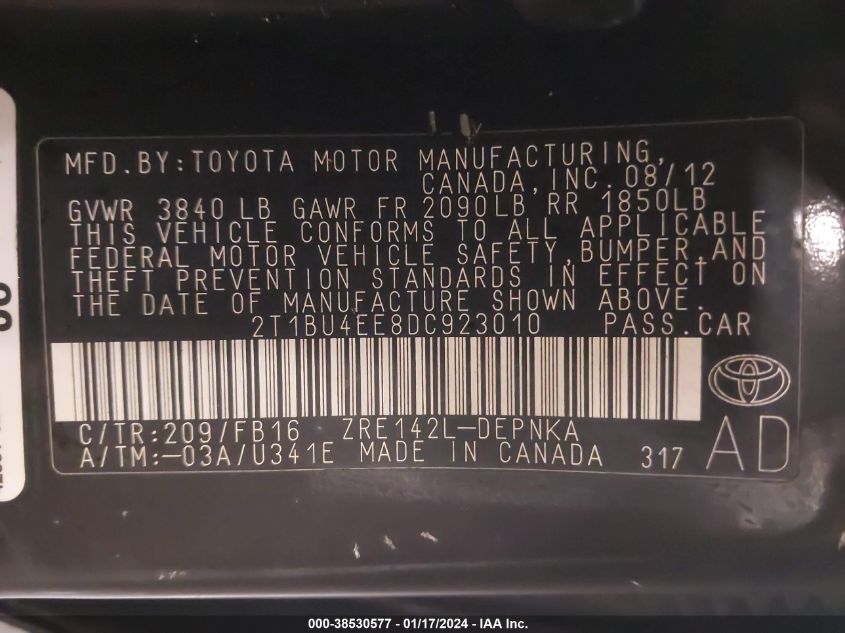 MFD.BY:TOYOTA MOTOR MANUFACTURING,
CANADA,INC.08/12
GVWR 3840 LB GAWR FR 2090LB RR 1850LB
THIS VEHICLE CONFORMS TO ALL APPLICABLE
FEDERAL MOTOR VEHICLE SAFETY,BUMPER,AND
THEFT PREVENTION STANDARDS IN EFFECT ON
THE DATE OF MANUFACTURE SHOWN ABOVE.
2T1BU4EE8DC923010 PASS.CAR
C/TR:209/FB16 ZRE142L-DEPNKA
A/TM:-03A/U341E MADE IN CANADA 317 AD
000-38530577 - 01/17/2024 - IAA Inc.